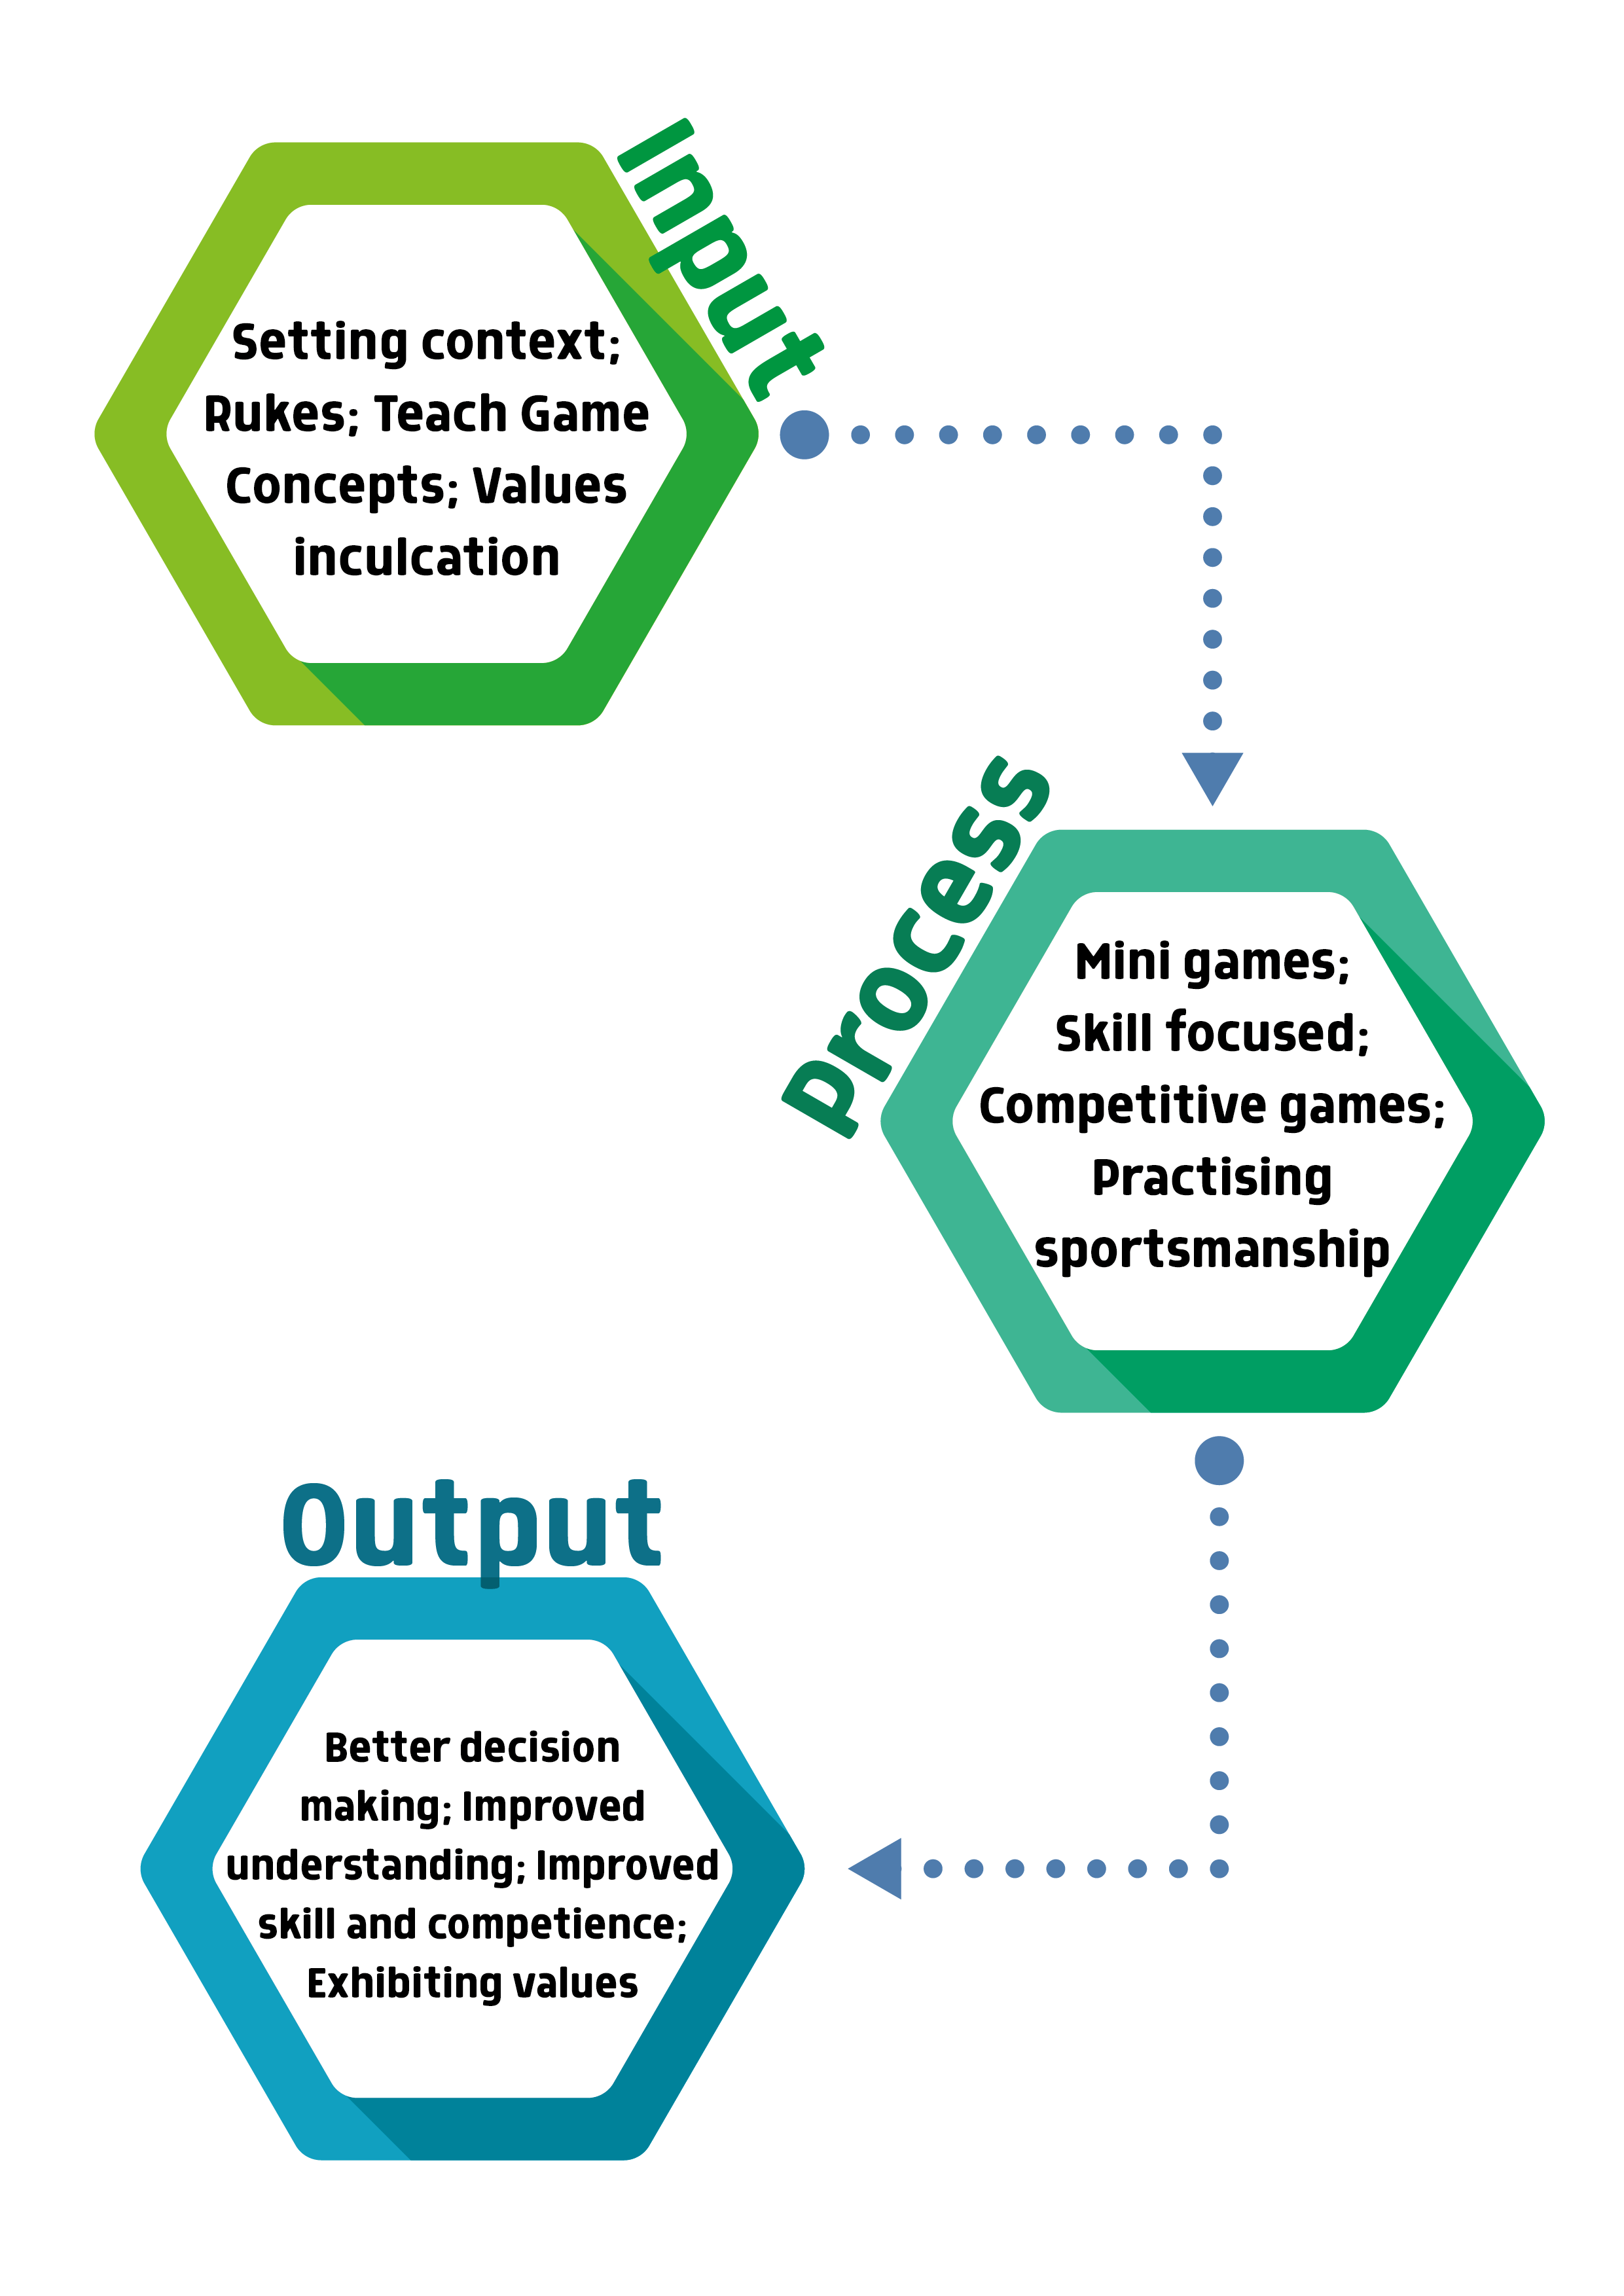 Input
Setting context;
Rukes; Teach Game
Concepts; Values
inculcation
Process
Mini games;
Skill focused;
Competitive games;
Practising
sportsmanship
Output
Better decision
making; Improved
understanding; Improved
skill and competience;
Exhibiting values